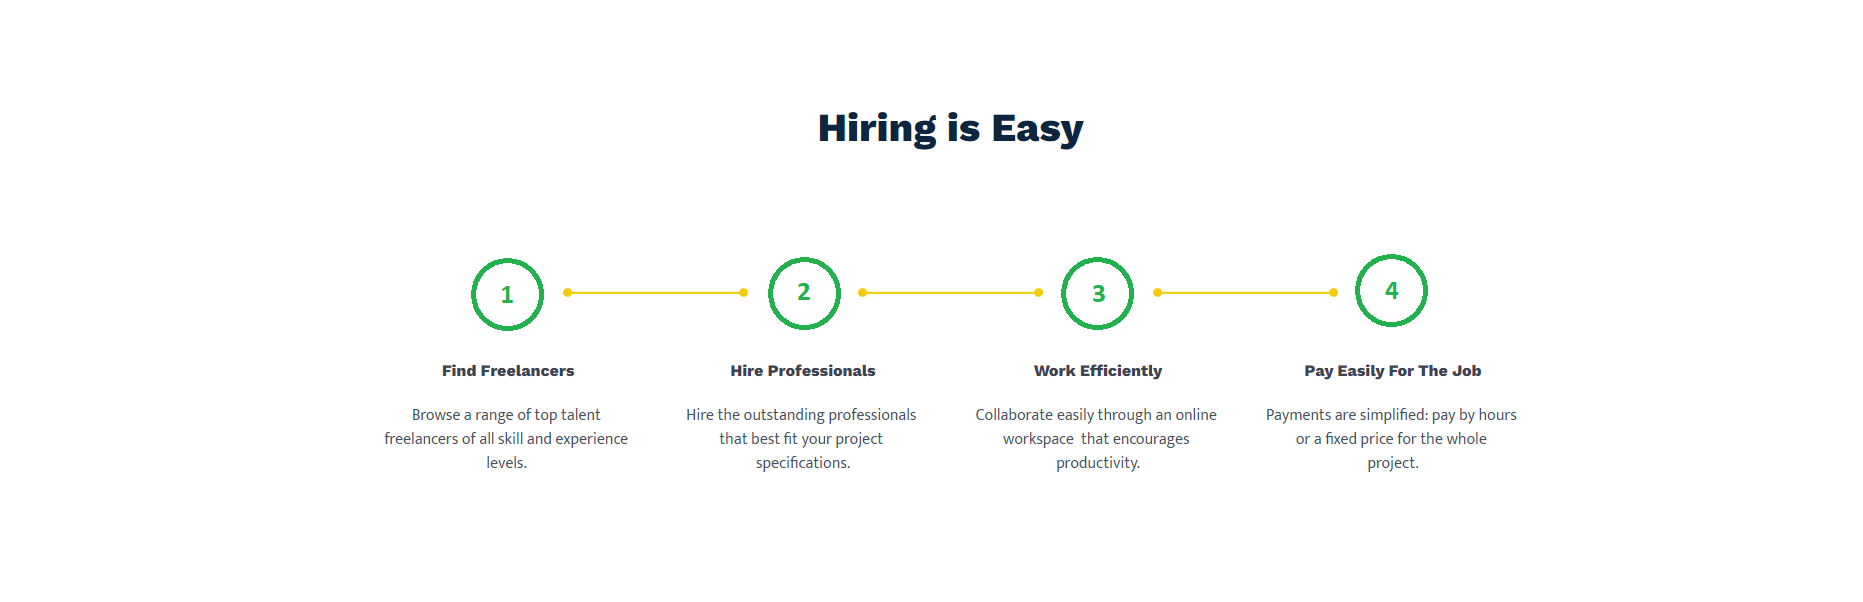 Hiring is Easy
1
2
3
4
Find Freelancers
Browse a range of top talent
freelancers of all skill and experience
levels.
Hire Professionals
Hire the outstanding professionals
that best fit your project
specifications.
Work Efficiently
Collaborate easily through an online
workspace  that encourages
productivity.
Pay Easily For The Job
Payments are simplified: pay by hours
or a fixed price for the whole
project.